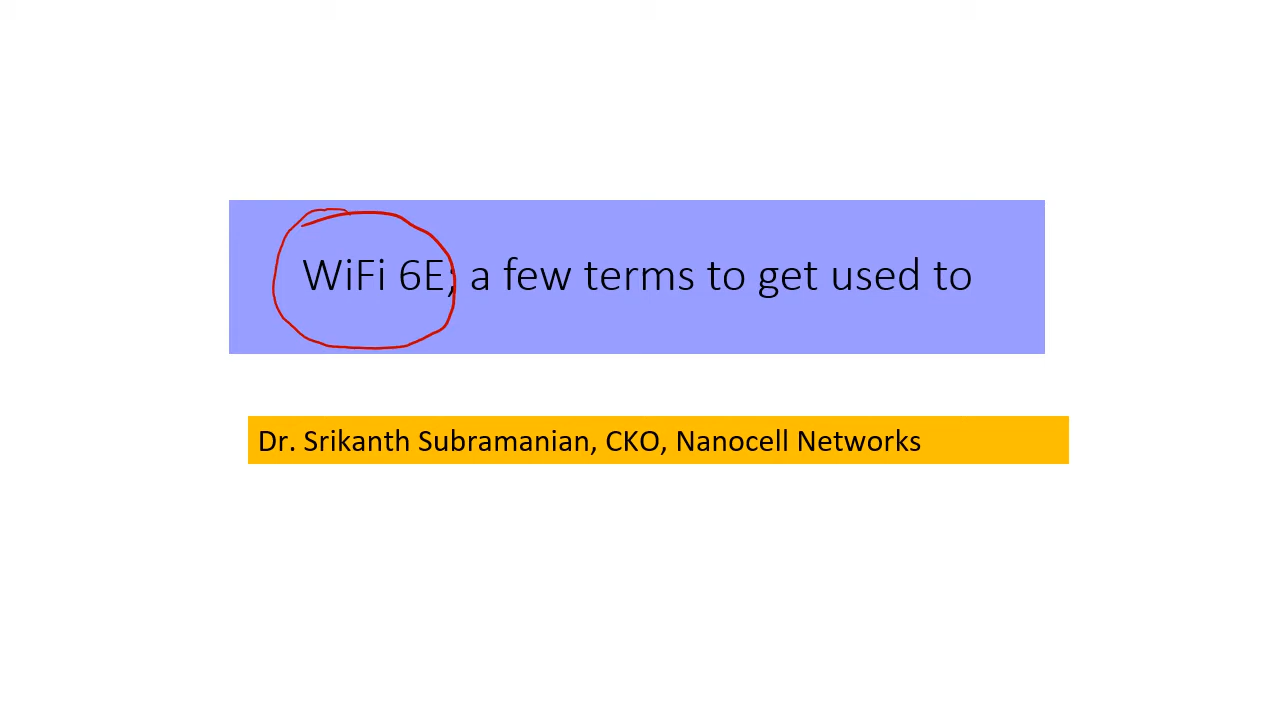 WiFi 6E; a few terms to get used to
Dr. Srikanth Subramanian, CKO, Nanocell Networks